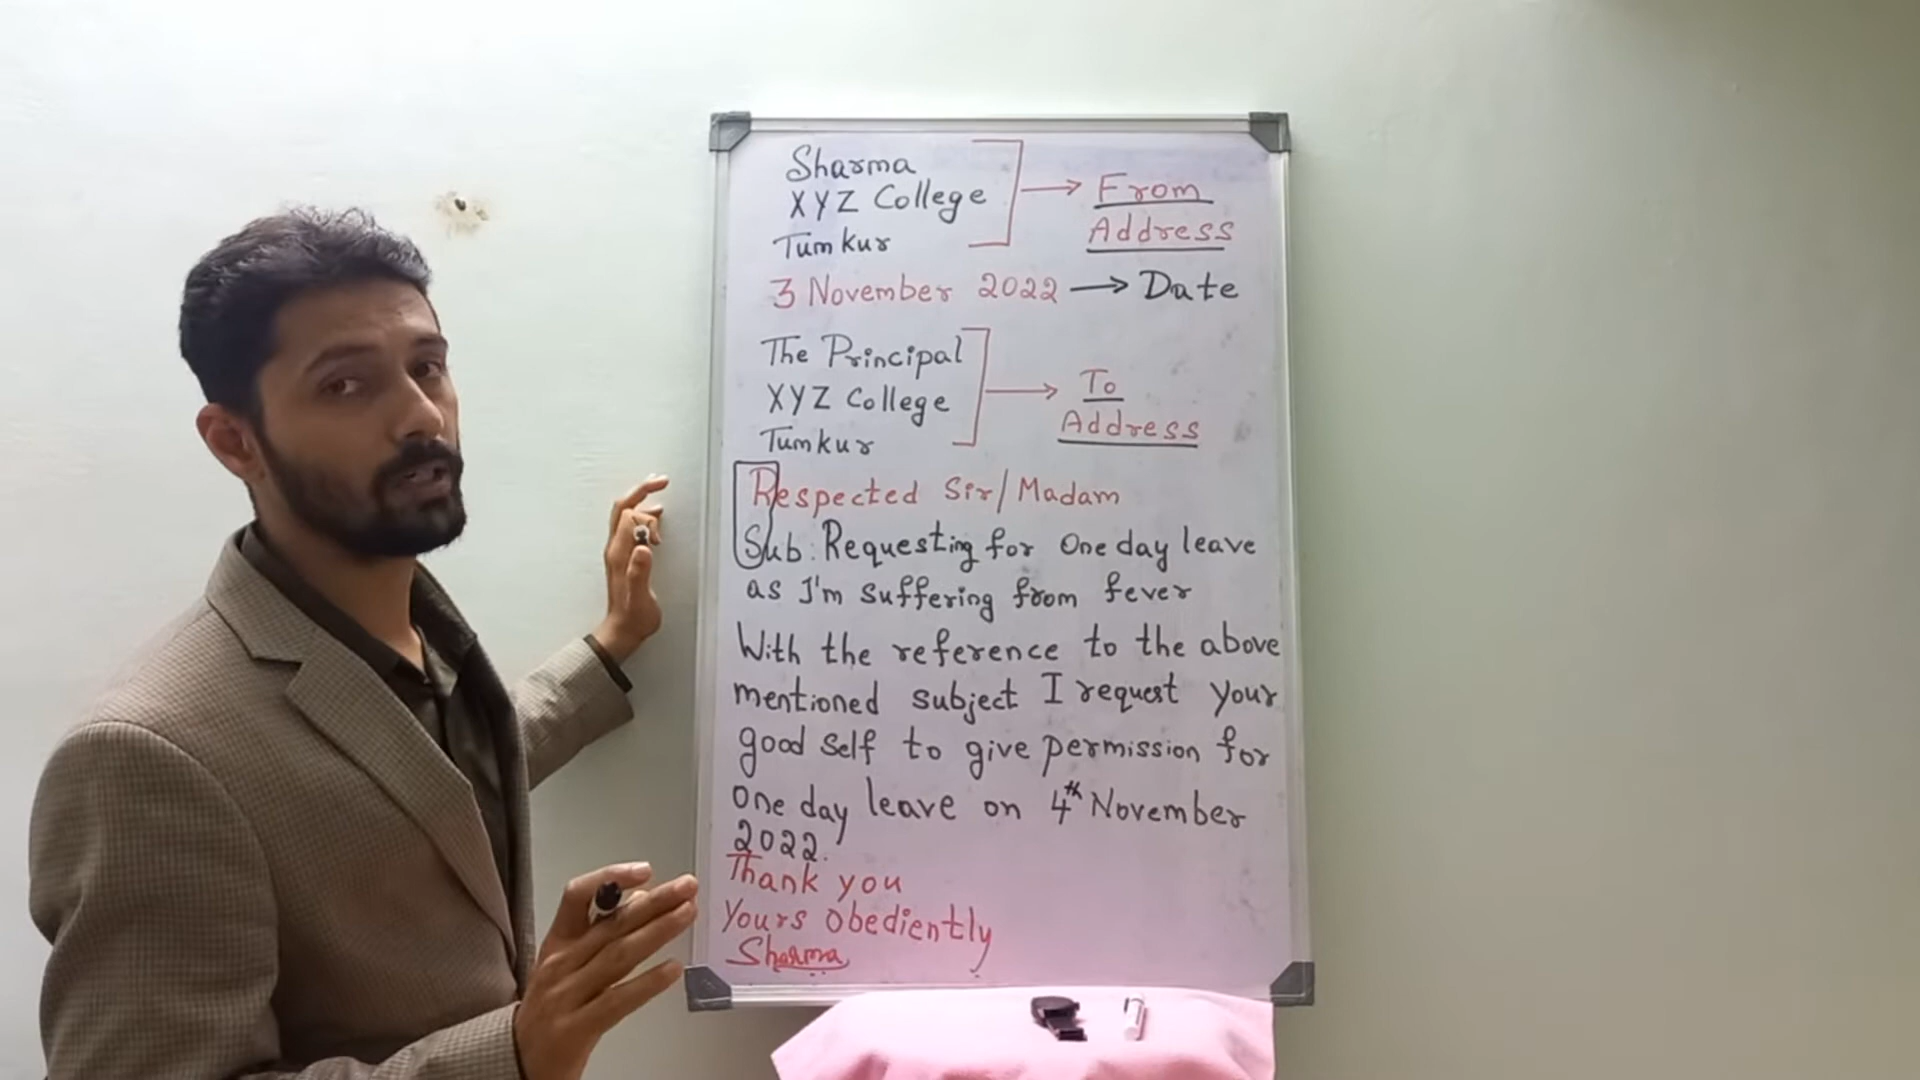 Sharma
XYZ College
Tumkur
From
Address
3 November 2022 → Date
The Principal
XYZ College
Tumkur
To
Address
Respected Sir/Madam
Sub: Requesting for One day leave
as I'm suffering from fever
With the reference to the above
mentioned subject I request your
good self to give permission for
one day leave on 4th November
2022.
Thank you
Yours Obediently
Sharma